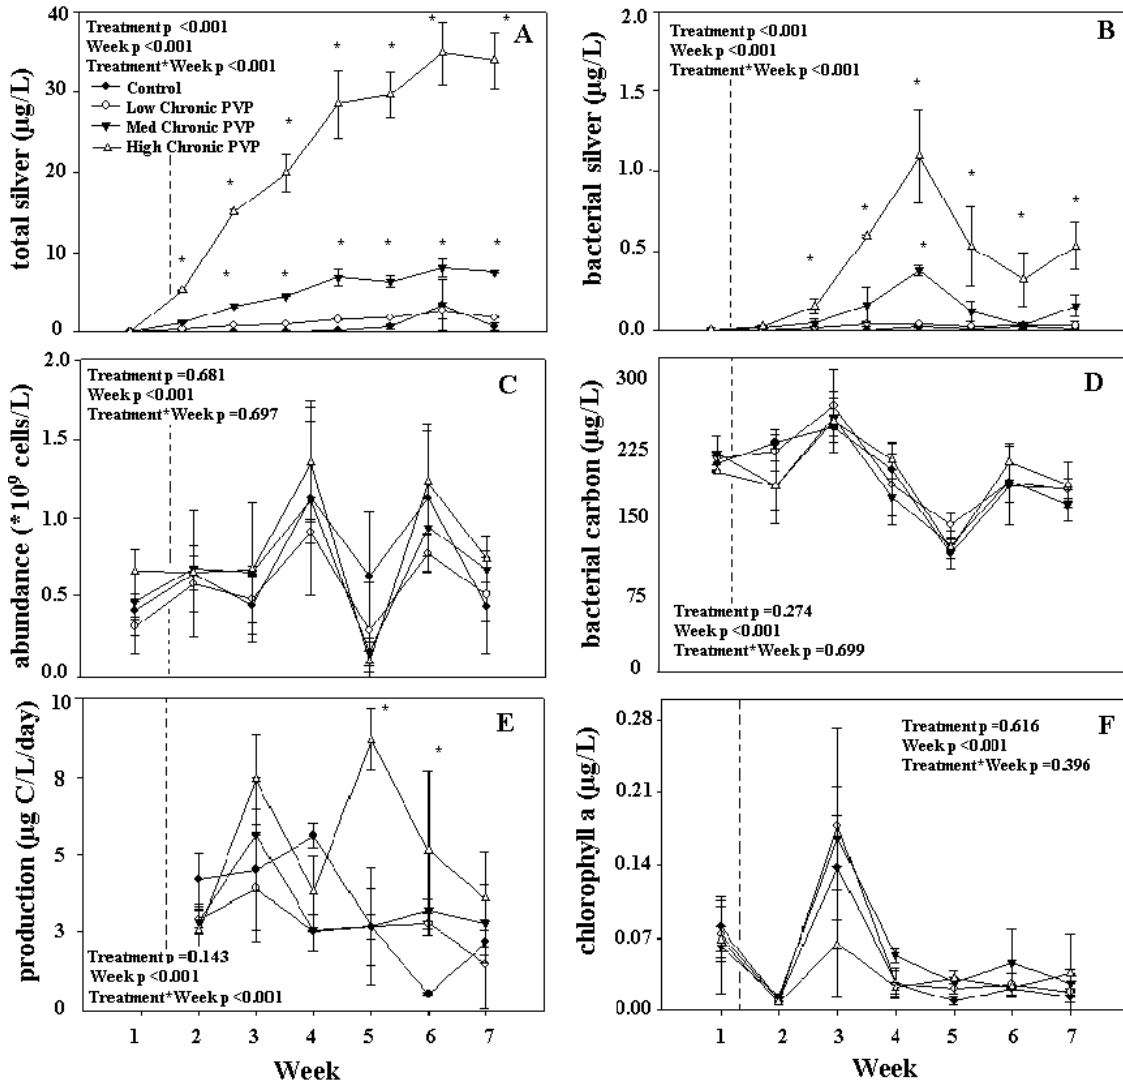 40
30
20
10
0
total silver (µg/L)
Treatment p <0.001
Week p <0.001
Treatment*Week p <0.001
Control
Low Chronic PVP
Med Chronic PVP
High Chronic PVP
A
* * * * * * *
* * * * * *
2.0
1.5
1.0
0.5
0.0
bacterial silver (µg/L)
Treatment p <0.001
Week p <0.001
Treatment*Week p <0.001
B
* * * * * *
*
2.0
1.5
1.0
0.5
0.0
abundance (*10⁹ cells/L)
Treatment p =0.681
Week p <0.001
Treatment*Week p =0.697
C
300
225
150
75
0
bacterial carbon (µg/L)
D
Treatment p =0.274
Week p <0.001
Treatment*Week p =0.699
10
8
5
3
0
production (µg C/L/day)
E
* *
Treatment p =0.143
Week p <0.001
Treatment*Week p <0.001
1 2 3 4 5 6 7
Week
0.28
0.21
0.14
0.07
0.00
chlorophyll a (µg/L)
Treatment p =0.616
Week p <0.001
Treatment*Week p =0.396
F
1 2 3 4 5 6 7
Week